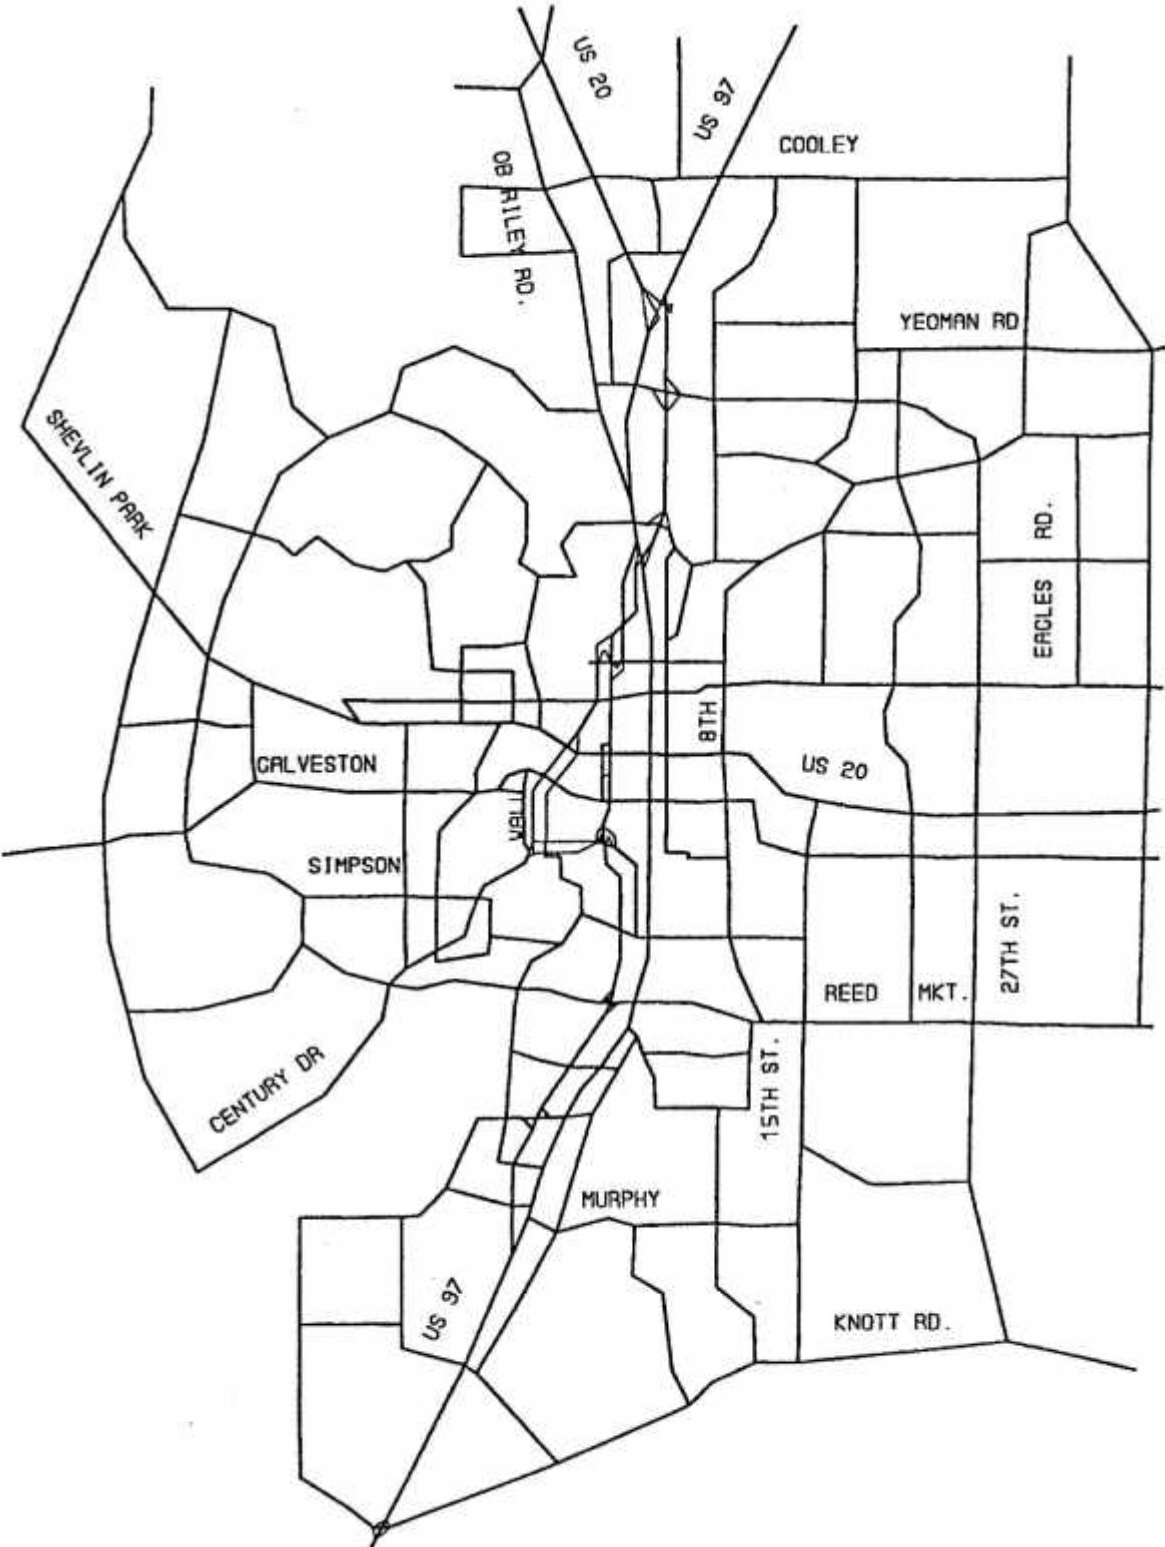 US 20
US 97
COOLEY
OB RILEY RD.
YEOMAN RD
SHEVLIN PARK
EAGLES RD.
8TH
GALVESTON
US 20
WALL
SIMPSON
27TH ST.
REED MKT.
15TH ST.
CENTURY DR
MURPHY
US 97
KNOTT RD.